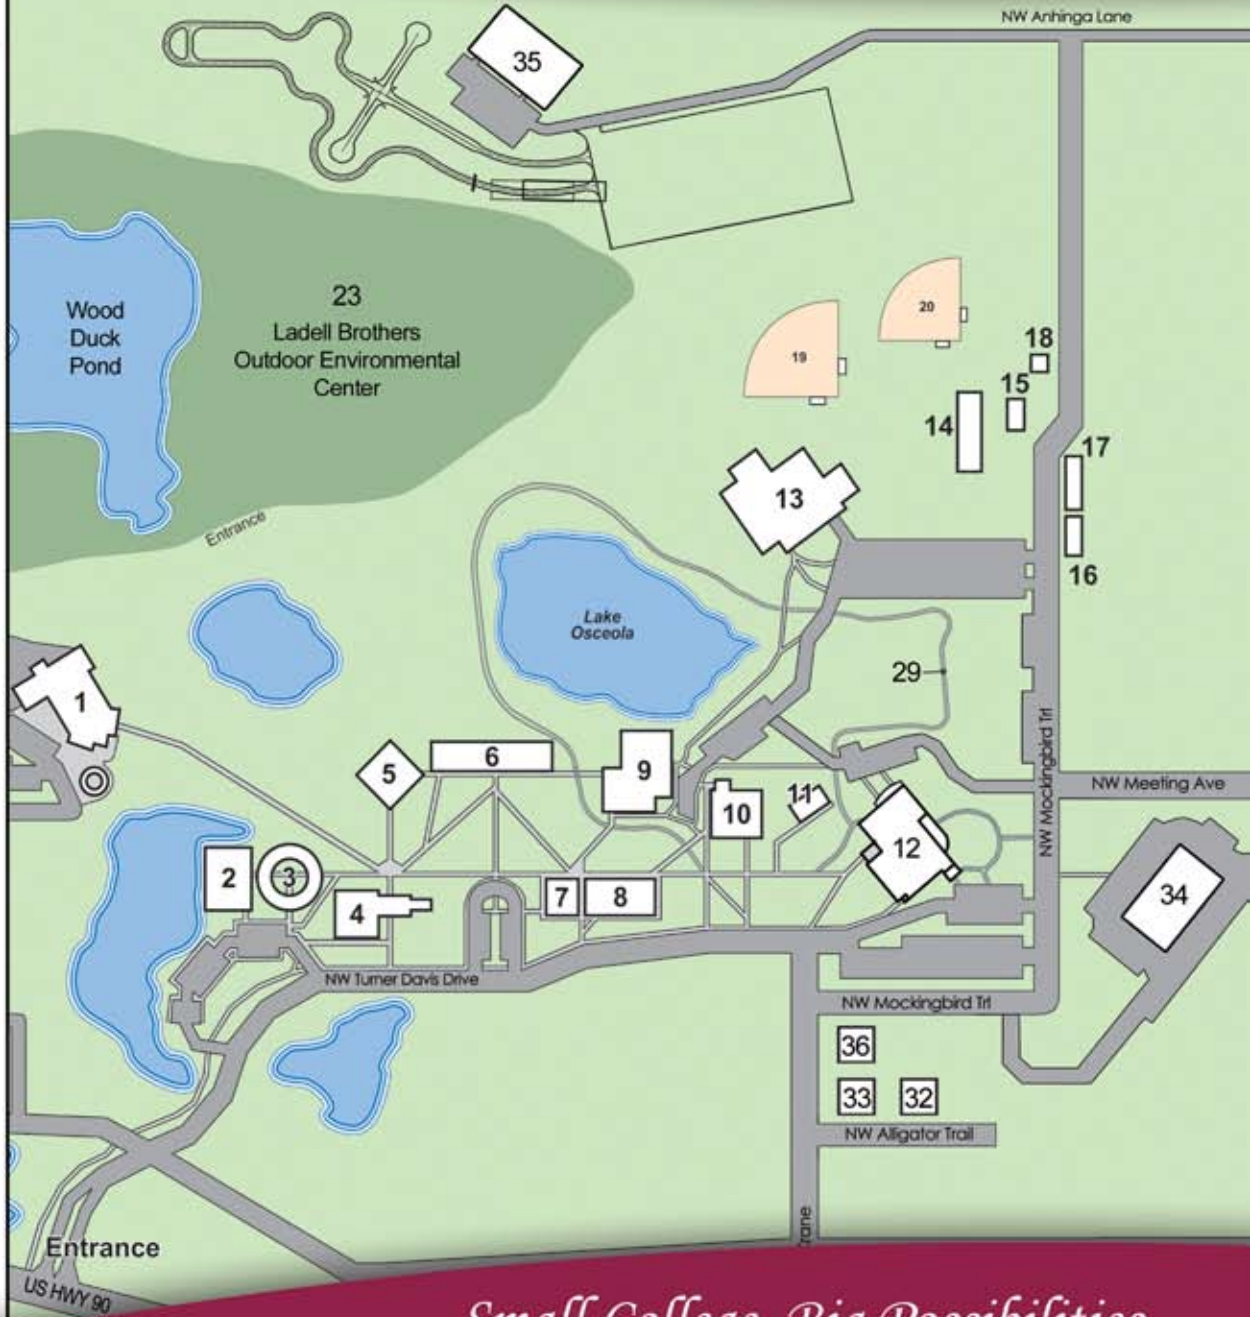 NW Anhinga Lane
35
23
Ladell Brothers
Outdoor Environmental
Center
Wood
Duck
Pond
20
19
18
15
14
17
13
16
Entrance
Lake
Osceola
29
1
NW Mockingbird Trl
5
6
9
NW Meeting Ave
10
11
12
2
3
4
7
8
34
NW Turner Davis Drive
NW Mockingbird Trl
36
33
32
NW Alligator Trail
Entrance
US HWY 90